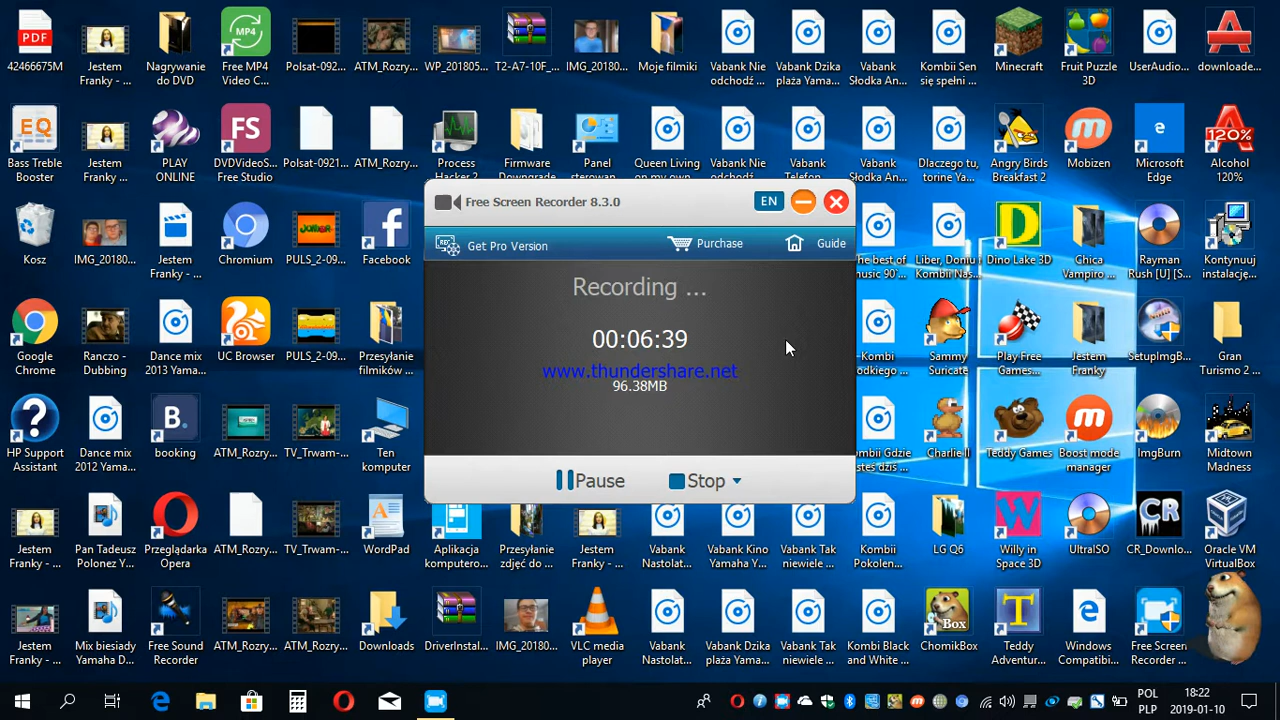 PDF
42466675M
Jestem
Franky - ...
Nagrywanie
do DVD
MP4
Free MP4
Video C...
Polsat-092...
ATM_Rozry...
WP_201805...
T2-A7-10F_...
IMG_20180...
Moje filmiki
Vabank Nie
odchodź ...
Vabank Dzika
plaża Yama...
Vabank
Słodka An...
Kombii Sen
się spełni ...
Minecraft
Fruit Puzzle
3D
UserAudio...
downloade...
EQ
Bass Treble
Booster
Jestem
Franky ...
PLAY
ONLINE
FS
DVDVideoS...
Free Studio
Polsat-0921...
ATM_Rozry...
Process
Hacker 2
Firmware
Downgrade
Panel
sterowan...
Queen Living
on my own
Vabank Nie
odchodź ...
Vabank
Telefon
Vabank
Słodka An...
Dlaczego tu,
torine Ya...
Angry Birds
Breakfast 2
Mobizen
Microsoft
Edge
120%
Alcohol
120%
Free Screen Recorder 8.3.0
EN
Get Pro Version
Purchase
Guide
Recording ...
00:06:39
www.thundershare.net
96.38MB
Pause
Stop
Kosz
IMG_20180...
Jestem
Franky - ...
Chromium
JUNIOR
PULS_2-09...
Facebook
The best of
music 90'...
Liber, Doniu i
Kombii Nas...
Dino Lake 3D
Chica
Vampiro ...
Rayman
Rush [U] [S...
Kontynuuj
instalację...
Google
Chrome
Ranczo -
Dubbing
Dance mix
2013 Yama...
UC Browser
PULS_2-09...
Przesyłanie
filmików ...
Kombi
Sammy
Suricate
Play Free
Games...
Jestem
Franky
SetupImgB...
Gran
Turismo 2 ...
HP Support
Assistant
Dance mix
2012 Yama...
B.
booking
ATM_Rozry...
TV_Trwam-...
Ten
komputer
Kombii Gdzie
Charlie II
Teddy Games
Boost mode
manager
ImgBurn
Midtown
Madness
Jestem
Franky - ...
Pan Tadeusz
Polonez Y...
Przeglądarka
Opera
ATM_Rozry...
TV_Trwam-...
WordPad
Aplikacja
komputero...
Przesyłanie
zdjęć do ...
Jestem
Franky - ...
Vabank
Nastolat...
Vabank Kino
Yamaha Y...
Vabank Tak
niewiele ...
Kombii
Pokolen...
LG Q6
Willy in
Space 3D
UltraISO
CR
CR_Downlo...
Oracle VM
VirtualBox
Jestem
Franky - ...
Mix biesiady
Yamaha D...
Free Sound
Recorder
ATM_Rozry...
ATM_Rozry...
Downloads
DriverInstal...
IMG_20180...
VLC media
player
Vabank
Nastolat...
Vabank Dzika
plaża Yama...
Vabank Tak
niewiele ...
Kombi Black
and White ...
Box
ChomikBox
Teddy
Adventur...
Windows
Compatibi...
Free Screen
Recorder ...
POL
PLP
18:22
2019-01-10